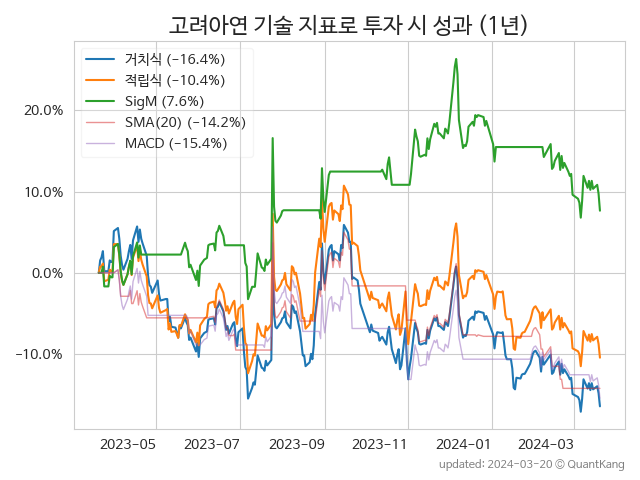 고려아연 기술 지표로 투자 시 성과 (1년)
거치식 (−16.4%)
적립식 (−10.4%)
SigM (7.6%)
SMA(20) (−14.2%)
MACD (−15.4%)
20.0%
10.0%
0.0%
−10.0%
2023-05 2023-07 2023-09 2023-11 2024-01 2024-03
updated: 2024-03-20 © QuantKang